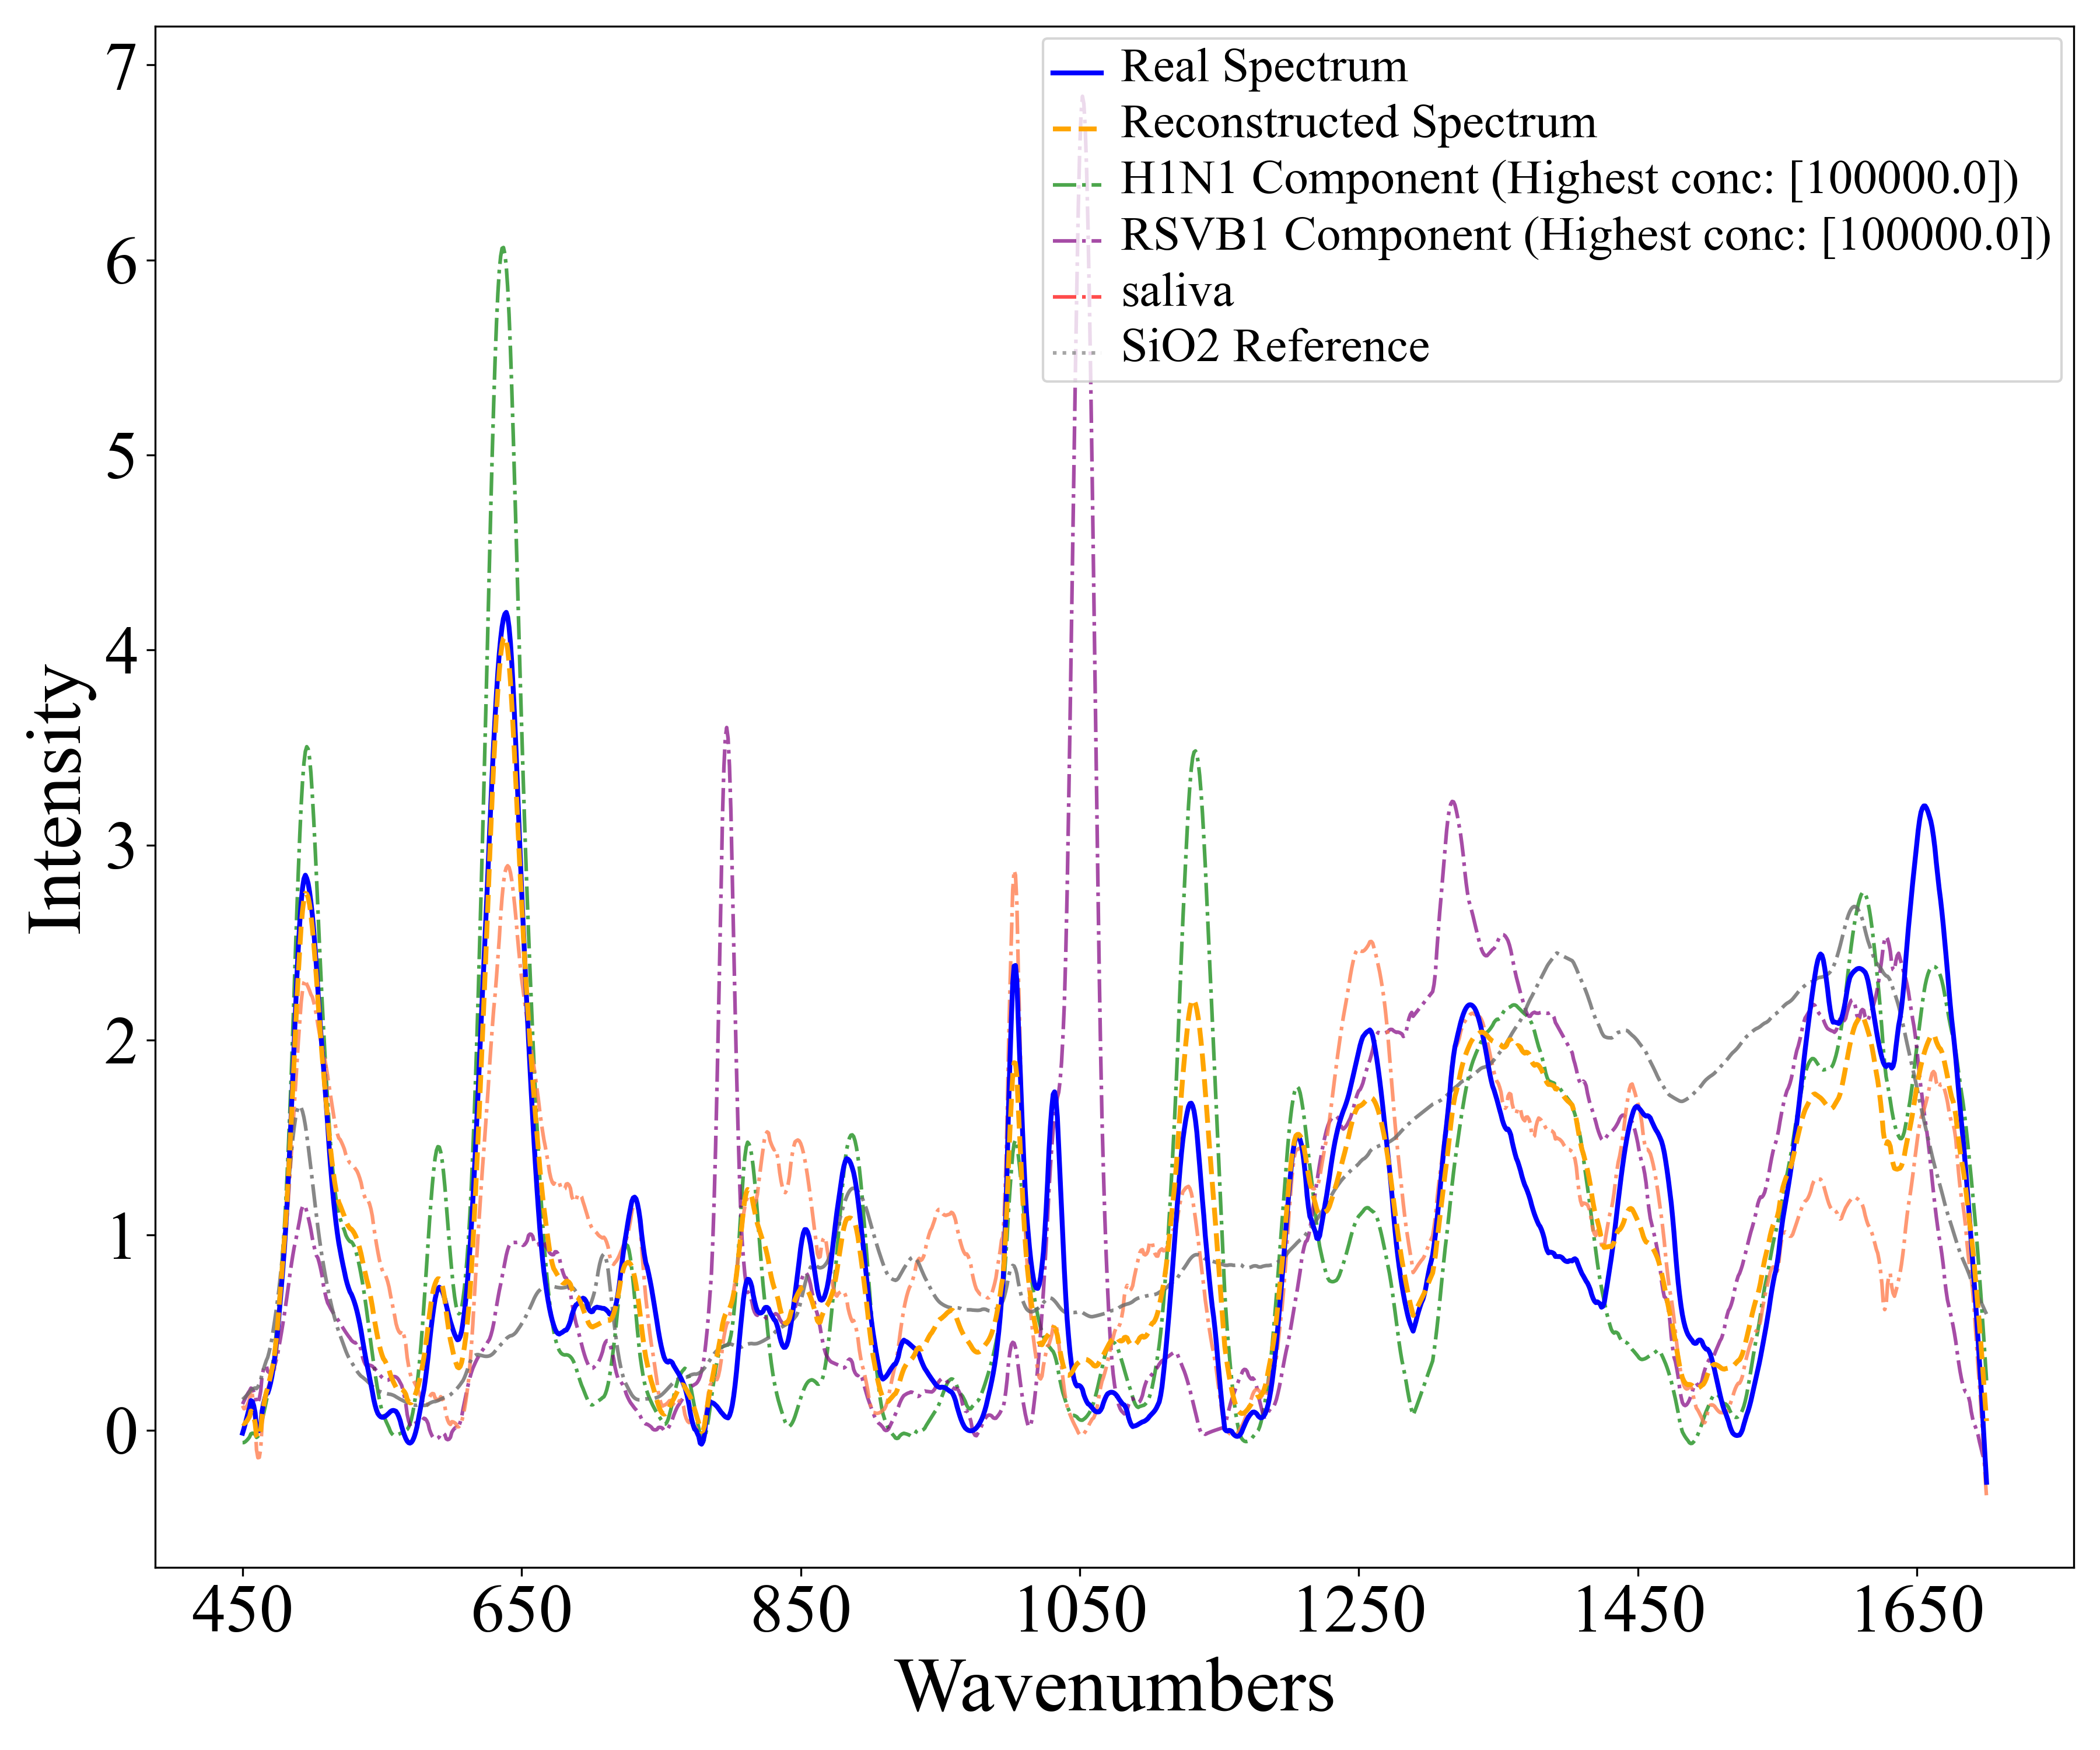 Real Spectrum
Reconstructed Spectrum
H1N1 Component (Highest conc: [100000.0])
RSVB1 Component (Highest conc: [100000.0])
saliva
SiO2 Reference
7
6
5
4
3
2
1
0
Intensity
450 650 850 1050 1250 1450 1650
Wavenumbers